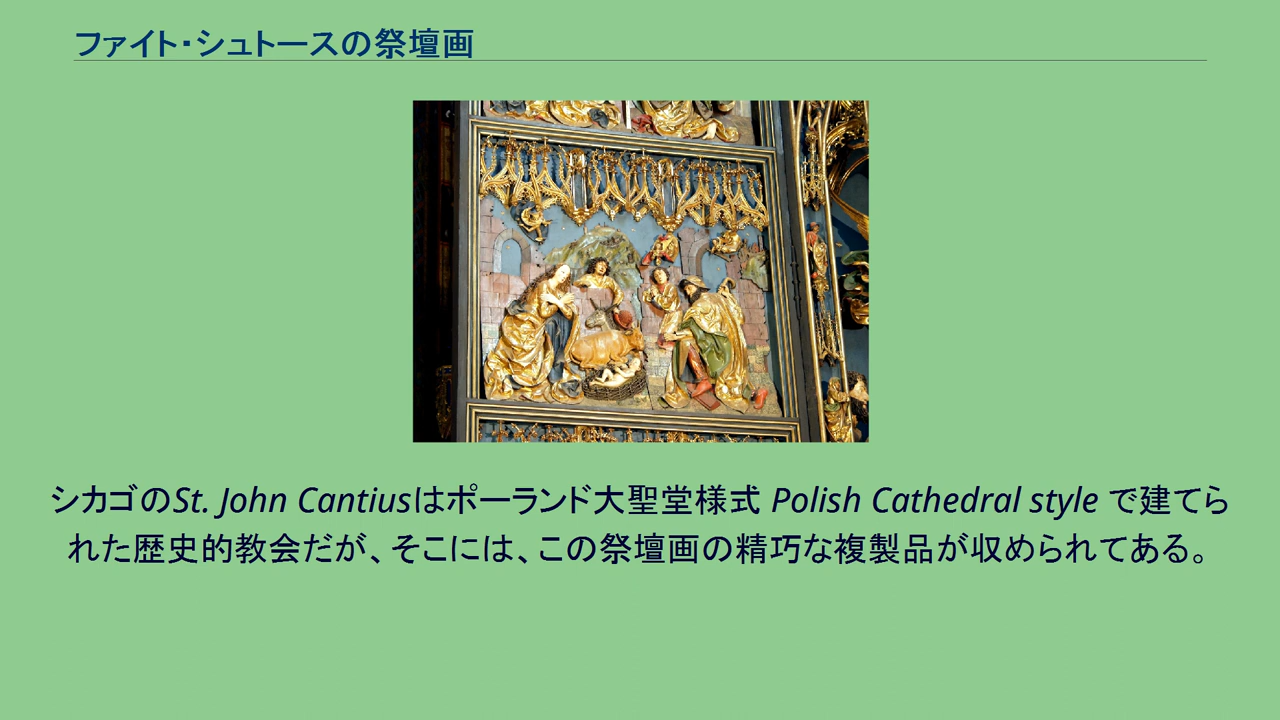 ファイト・シュトースの祭壇画
シカゴのSt. John Cantiusはポーランド大聖堂様式 Polish Cathedral style で建てら
れた歴史的教会だが、そこには、この祭壇画の精巧な複製品が収められてある。